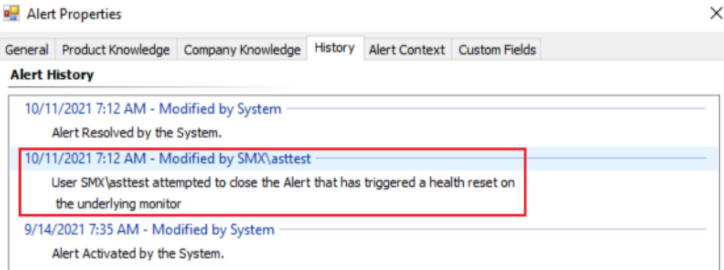 Alert Properties
General Product Knowledge Company Knowledge History Alert Context Custom Fields
Alert History
10/11/2021 7:12 AM - Modified by System
Alert Resolved by the System.
10/11/2021 7:12 AM - Modified by SMX\asttest
User SMX\asttest attempted to close the Alert that has triggered a health reset on
the underlying monitor
9/14/2021 7:35 AM - Modified by System
Alert Activated by the System.